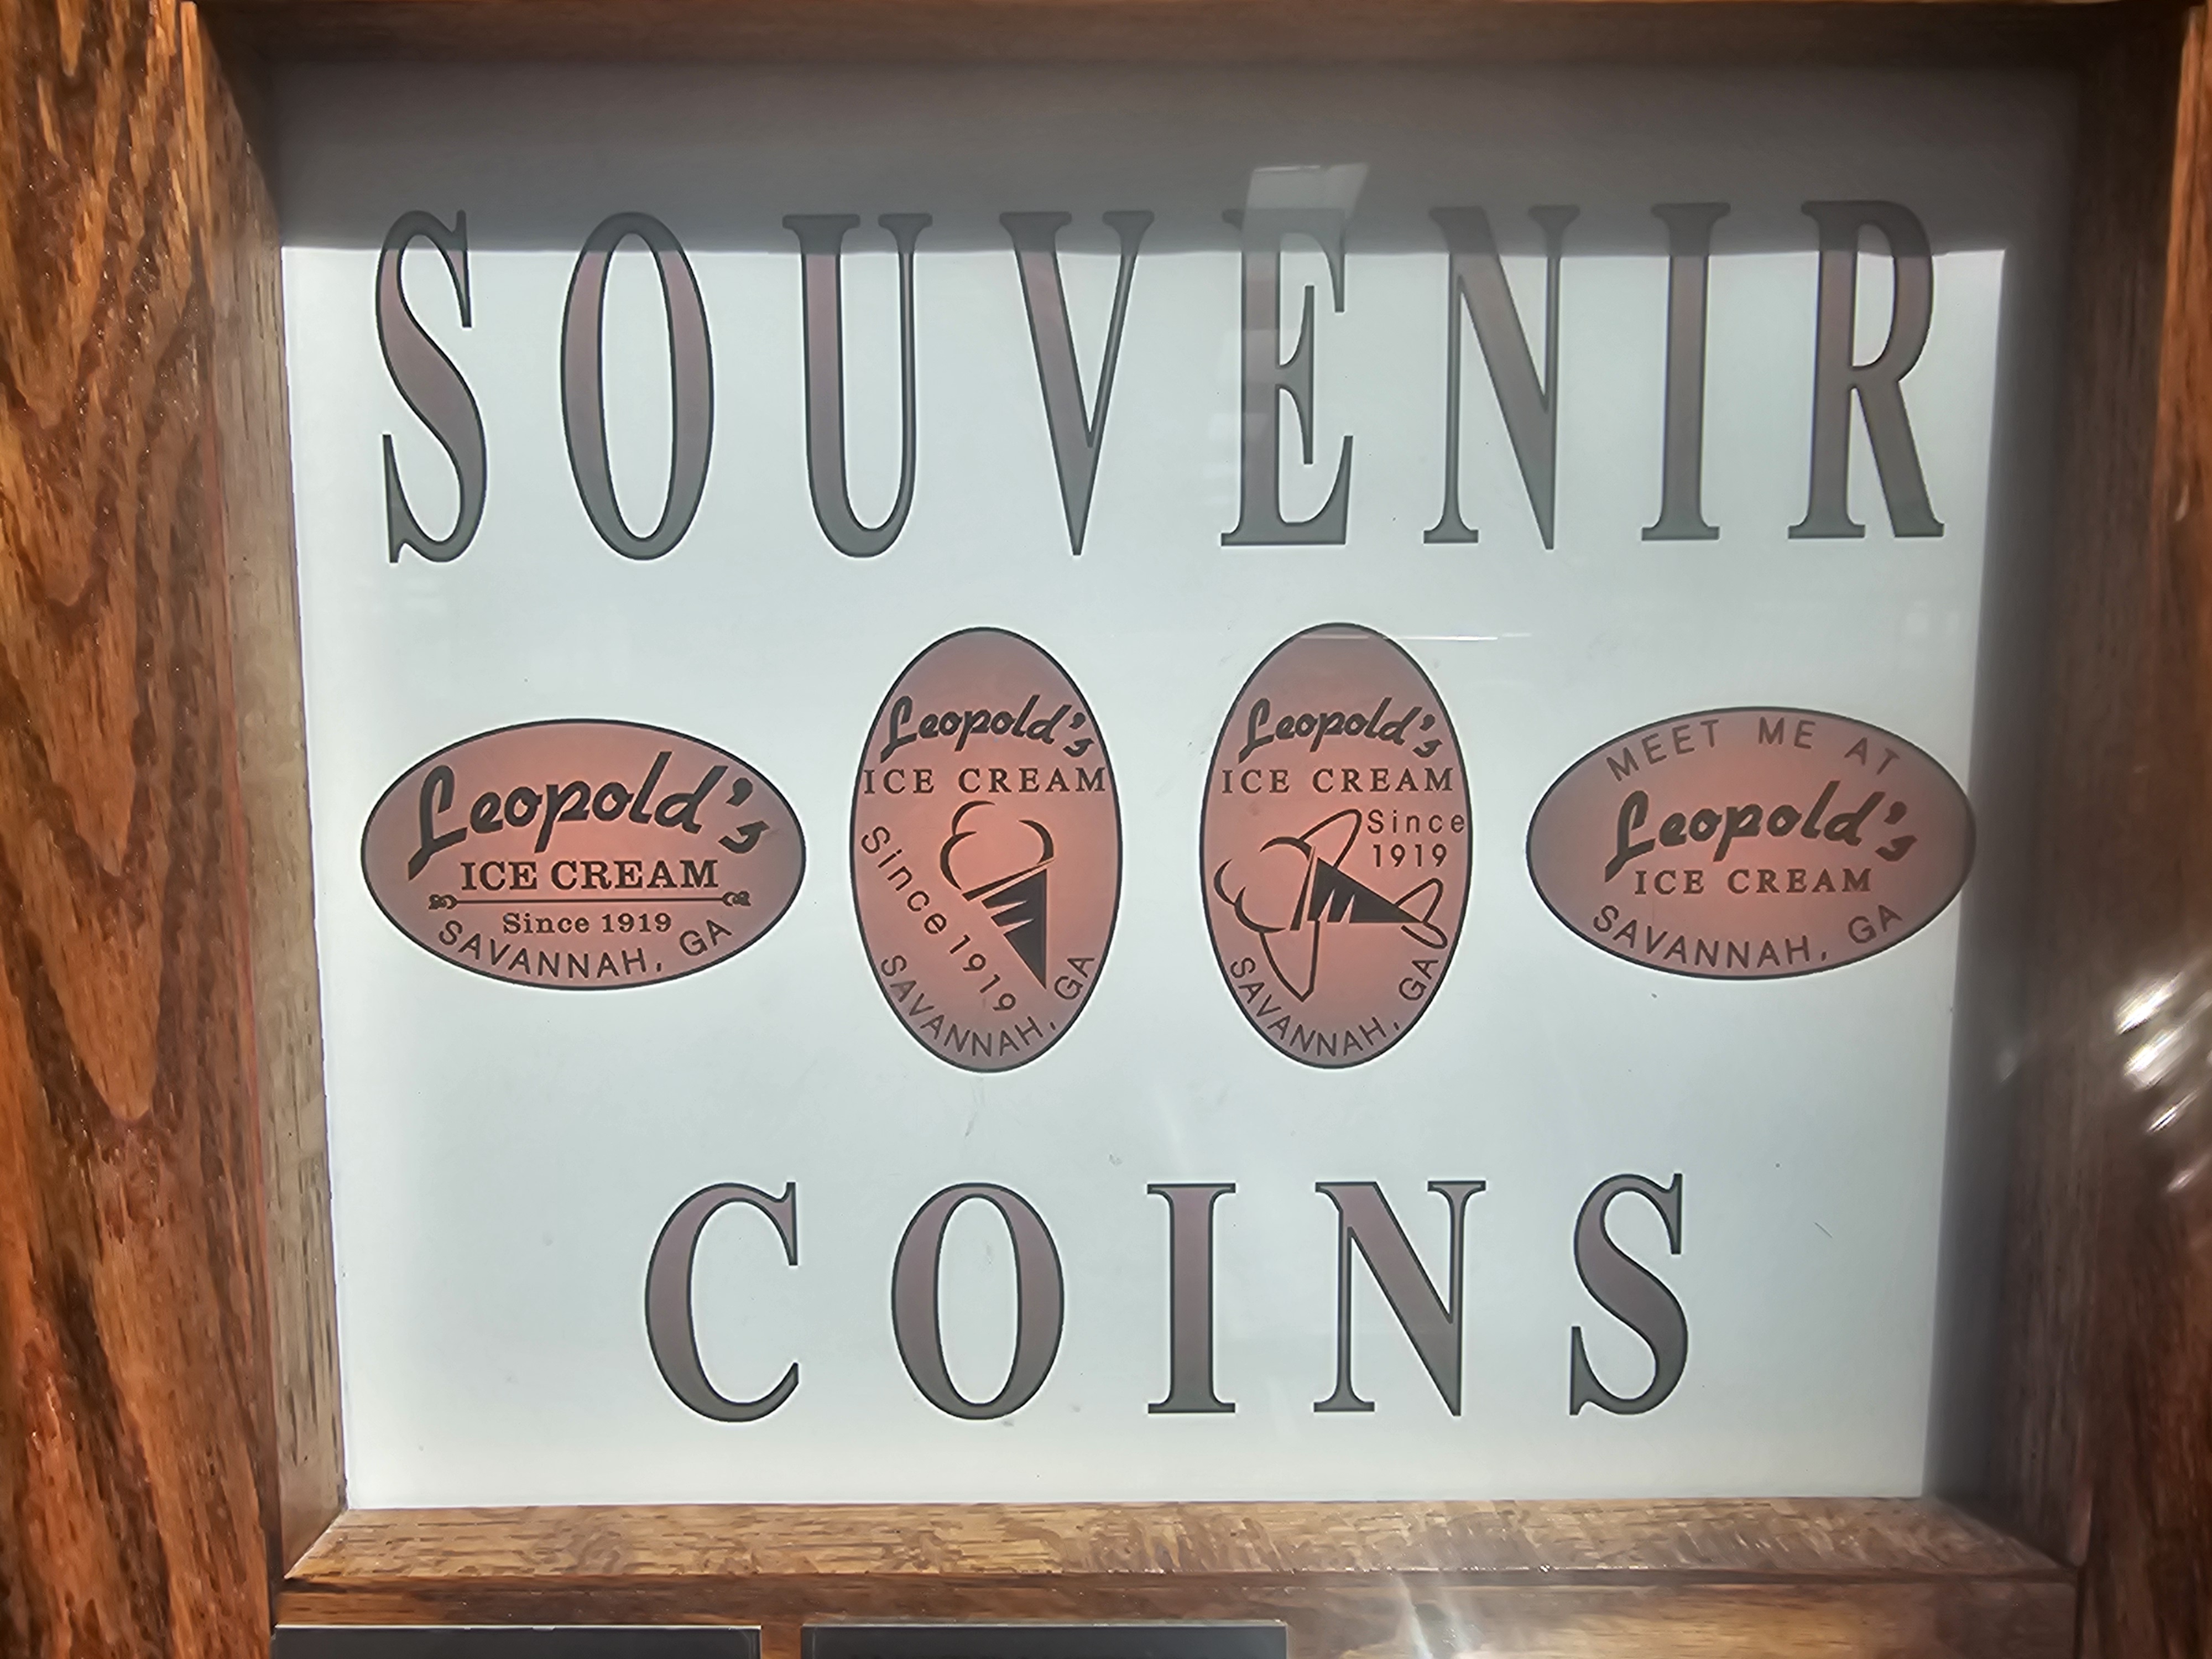 SOUVENIR
Leopold's
ICE CREAM
Since 1919
SAVANNAH, GA
Leopold's
ICE CREAM
Since 1919
SAVANNAH, GA
Leopold's
ICE CREAM
Since
1919
SAVANNAH, GA
MEET ME AT
Leopold's
ICE CREAM
SAVANNAH, GA
COINS